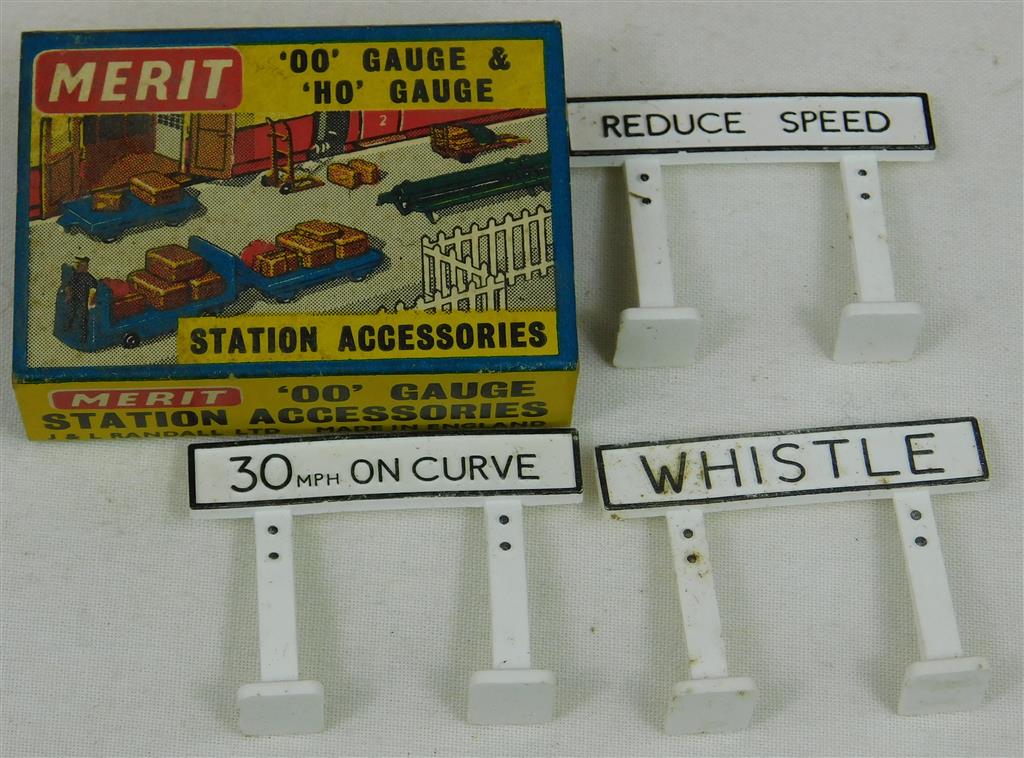 MERIT
'OO' GAUGE &
'HO' GAUGE
2
STATION ACCESSORIES
MERIT 'OO' GAUGE
STATION ACCESSORIES
J & L RANDALL LTD MADE IN ENGLAND
REDUCE SPEED
30 MPH ON CURVE
WHISTLE